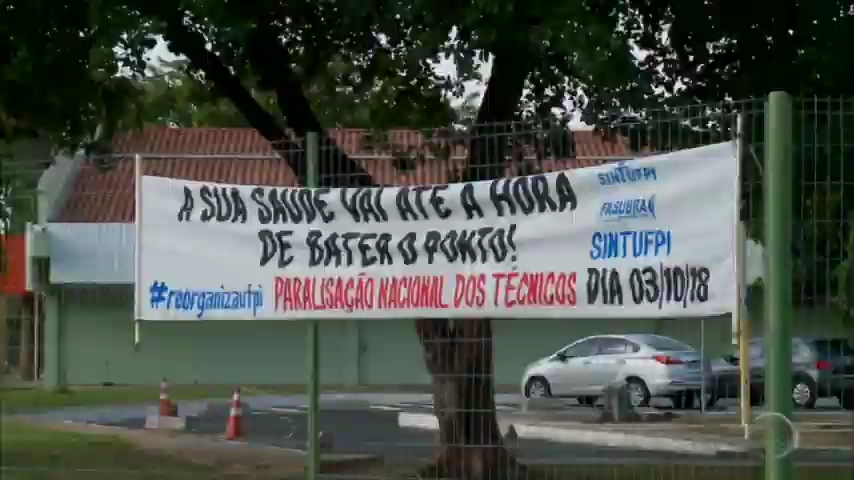 A SUA SAÚDE VAI ATE A HORA
DE BATER O PONTO!
#reorganizaufpi PARALISAÇÃO NACIONAL DOS TÉCNICOS DIA 03/10/18
SINTUFPI
FASUBRA
SINTUFPI